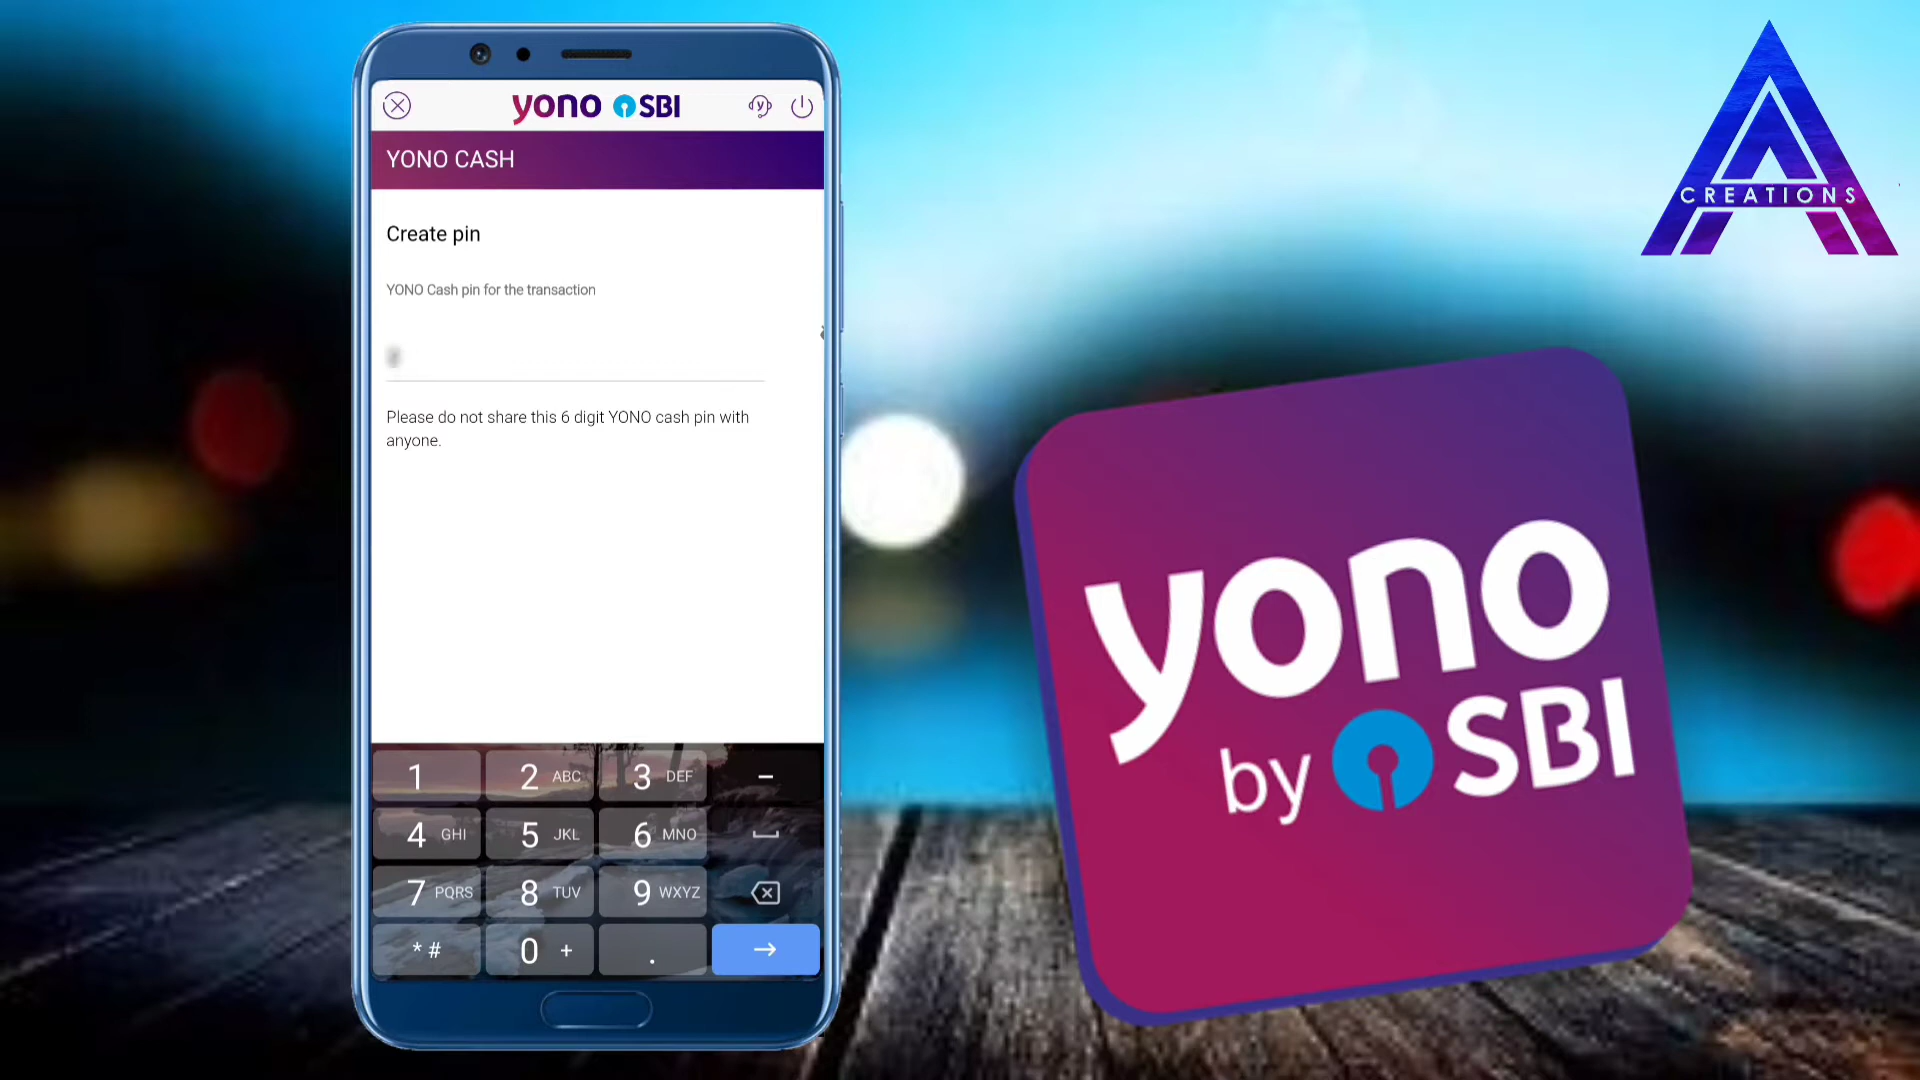 yono SBI
YONO CASH
Create pin
YONO Cash pin for the transaction
Please do not share this 6 digit YONO cash pin with
anyone.
1 2 ABC 3 DEF -
4 GHI 5 JKL 6 MNO
7 PQRS 8 TUV 9 WXYZ
* # 0 + .
CREATIONS
yono
by SBI